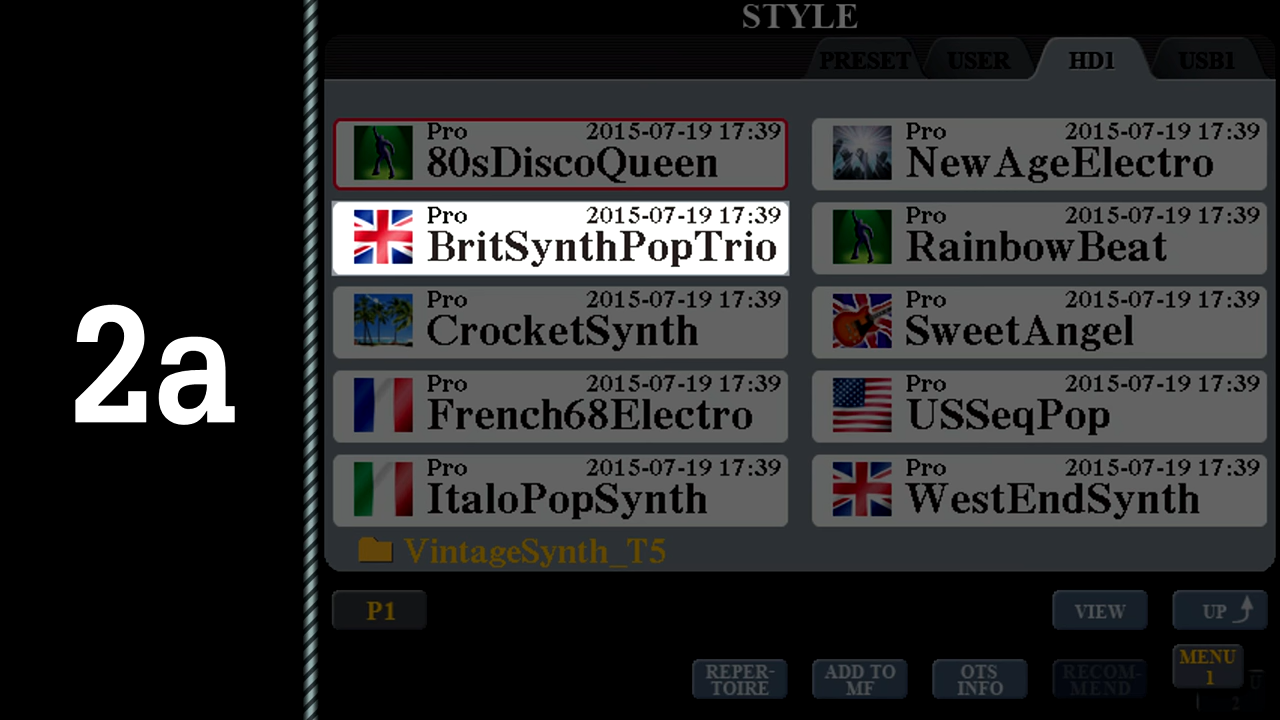 STYLE
PRESET USER HD1 USB1
2a
Pro 2015-07-19 17:39
80sDiscoQueen
Pro 2015-07-19 17:39
BritSynthPopTrio
Pro 2015-07-19 17:39
CrocketSynth
Pro 2015-07-19 17:39
French68Electro
Pro 2015-07-19 17:39
ItaloPopSynth
Pro 2015-07-19 17:39
NewAgeElectro
Pro 2015-07-19 17:39
RainbowBeat
Pro 2015-07-19 17:39
SweetAngel
Pro 2015-07-19 17:39
USSeqPop
Pro 2015-07-19 17:39
WestEndSynth
VintageSynth_T5
P1
VIEW
UP
REPER-
TOIRE
ADD TO
MF
OTS
INFO
RECOM-
MEND
MENU
1
2